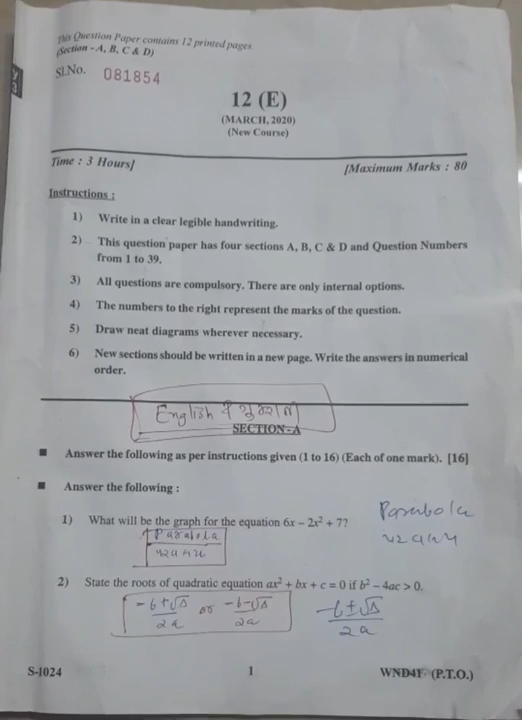 This Question Paper contains 12 printed pages
(Section - A, B, C & D)
Sl.No. 081854
12 (E)
(MARCH, 2020)
(New Course)
Time : 3 Hours] [Maximum Marks : 80
Instructions :
1) Write in a clear legible handwriting.
2) This question paper has four sections A, B, C & D and Question Numbers
from 1 to 39.
3) All questions are compulsory. There are only internal options.
4) The numbers to the right represent the marks of the question.
5) Draw neat diagrams wherever necessary.
6) New sections should be written in a new page. Write the answers in numerical
order.
English
SECTION-A
■ Answer the following as per instructions given (1 to 16) (Each of one mark). [16]
■ Answer the following :
1) What will be the graph for the equation 6x – 2x² + 7?
Parabola
Parabola
પરવલય
પરવલય
2) State the roots of quadratic equation ax² + bx + c = 0 if b² – 4ac > 0.
-b+√Δ/2a or -b-√Δ/2a
-b±√Δ/2a
S-1024 1 WND4F (P.T.O.)